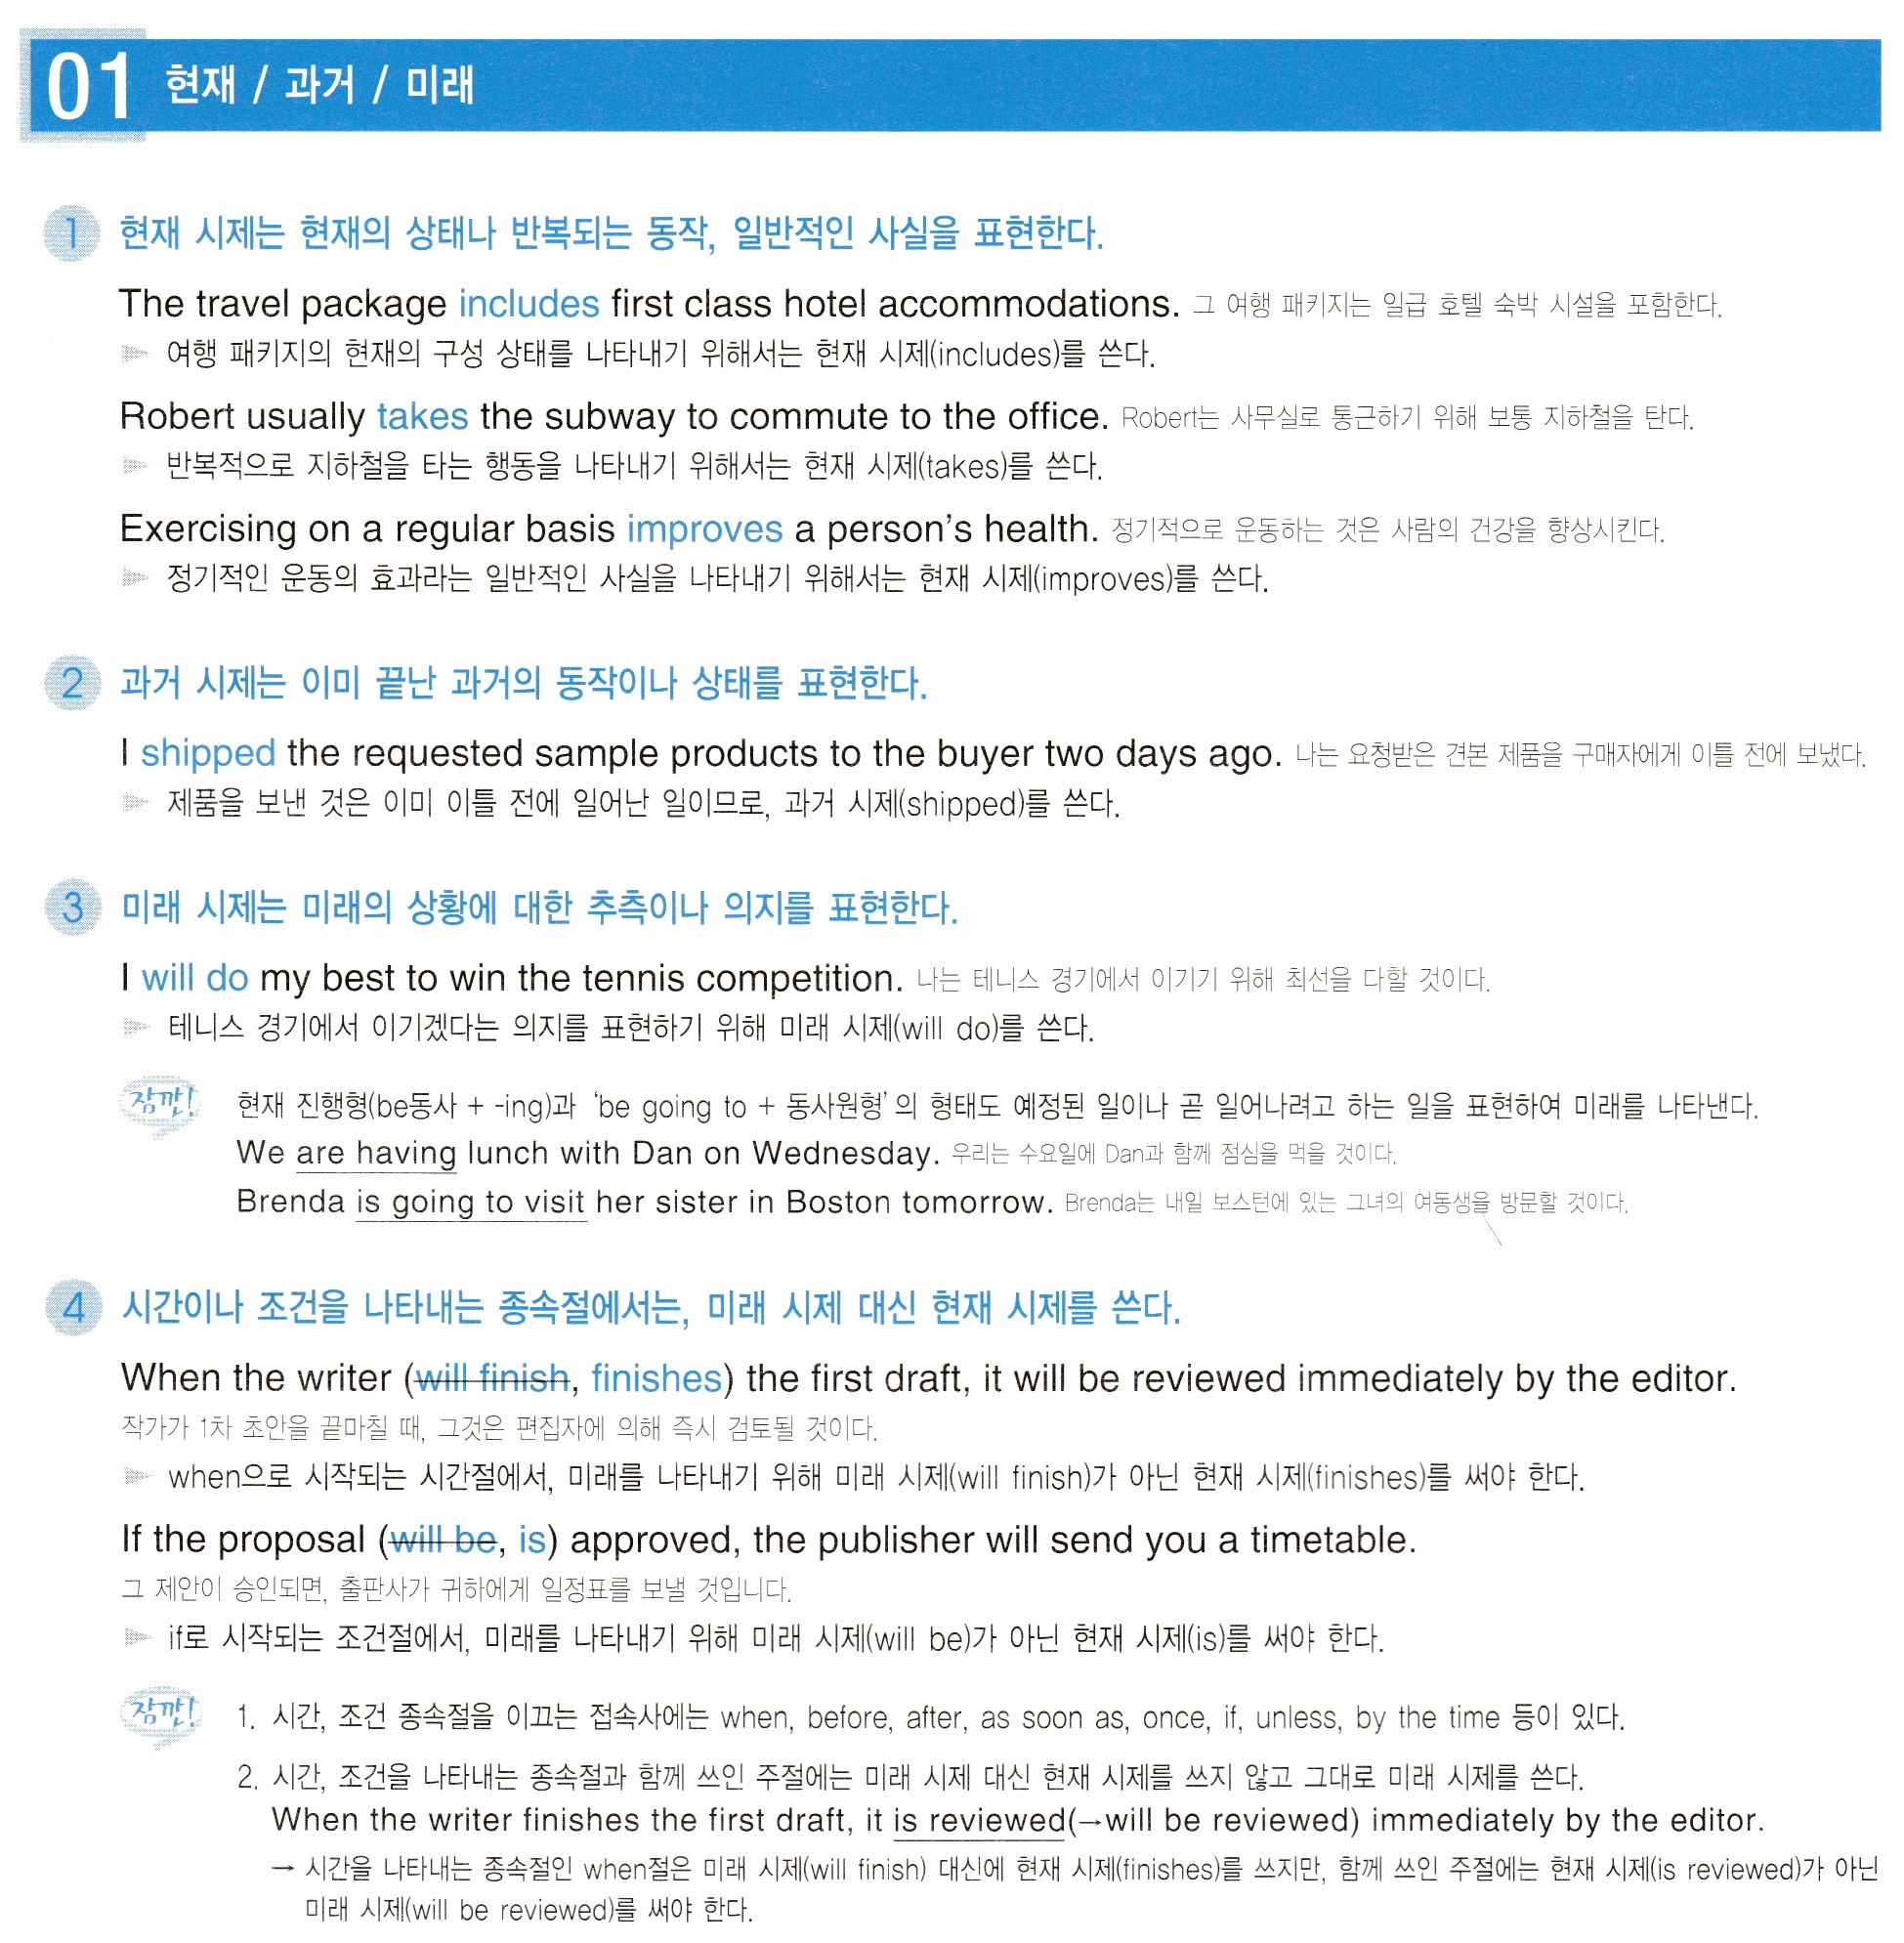 01 현재 / 과거 / 미래
1 현재 시제는 현재의 상태나 반복되는 동작, 일반적인 사실을 표현한다.
The travel package includes first class hotel accommodations. 그 여행 패키지는 일급 호텔 숙박 시설을 포함한다.
▶ 여행 패키지의 현재의 구성 상태를 나타내기 위해서는 현재 시제(includes)를 쓴다.
Robert usually takes the subway to commute to the office. Robert는 사무실로 통근하기 위해 보통 지하철을 탄다.
▶ 반복적으로 지하철을 타는 행동을 나타내기 위해서는 현재 시제(takes)를 쓴다.
Exercising on a regular basis improves a person's health. 정기적으로 운동하는 것은 사람의 건강을 향상시킨다.
▶ 정기적인 운동의 효과라는 일반적인 사실을 나타내기 위해서는 현재 시제(improves)를 쓴다.
2 과거 시제는 이미 끝난 과거의 동작이나 상태를 표현한다.
I shipped the requested sample products to the buyer two days ago. 나는 요청받은 견본 제품을 구매자에게 이틀 전에 보냈다.
▶ 제품을 보낸 것은 이미 이틀 전에 일어난 일이므로, 과거 시제(shipped)를 쓴다.
3 미래 시제는 미래의 상황에 대한 추측이나 의지를 표현한다.
I will do my best to win the tennis competition. 나는 테니스 경기에서 이기기 위해 최선을 다할 것이다.
▶ 테니스 경기에서 이기겠다는 의지를 표현하기 위해 미래 시제(will do)를 쓴다.
잠깐! 현재 진행형(be동사 + -ing)과 'be going to + 동사원형'의 형태도 예정된 일이나 곧 일어나려고 하는 일을 표현하여 미래를 나타낸다.
We are having lunch with Dan on Wednesday. 우리는 수요일에 Dan과 함께 점심을 먹을 것이다.
Brenda is going to visit her sister in Boston tomorrow. Brenda는 내일 보스턴에 있는 그녀의 여동생을 방문할 것이다.
4 시간이나 조건을 나타내는 종속절에서는, 미래 시제 대신 현재 시제를 쓴다.
When the writer (will finish, finishes) the first draft, it will be reviewed immediately by the editor.
작가가 1차 초안을 끝마칠 때, 그것은 편집자에 의해 즉시 검토될 것이다.
▶ when으로 시작되는 시간절에서, 미래를 나타내기 위해 미래 시제(will finish)가 아닌 현재 시제(finishes)를 써야 한다.
If the proposal (will be, is) approved, the publisher will send you a timetable.
그 제안이 승인되면, 출판사가 귀하에게 일정표를 보낼 것입니다.
▶ if로 시작되는 조건절에서, 미래를 나타내기 위해 미래 시제(will be)가 아닌 현재 시제(is)를 써야 한다.
잠깐! 1. 시간, 조건 종속절을 이끄는 접속사에는 when, before, after, as soon as, once, if, unless, by the time 등이 있다.
2. 시간, 조건을 나타내는 종속절과 함께 쓰인 주절에는 미래 시제 대신 현재 시제를 쓰지 않고 그대로 미래 시제를 쓴다.
When the writer finishes the first draft, it is reviewed(→will be reviewed) immediately by the editor.
→ 시간을 나타내는 종속절인 when절은 미래 시제(will finish) 대신에 현재 시제(finishes)를 쓰지만, 함께 쓰인 주절에는 현재 시제(is reviewed)가 아닌
미래 시제(will be reviewed)를 써야 한다.